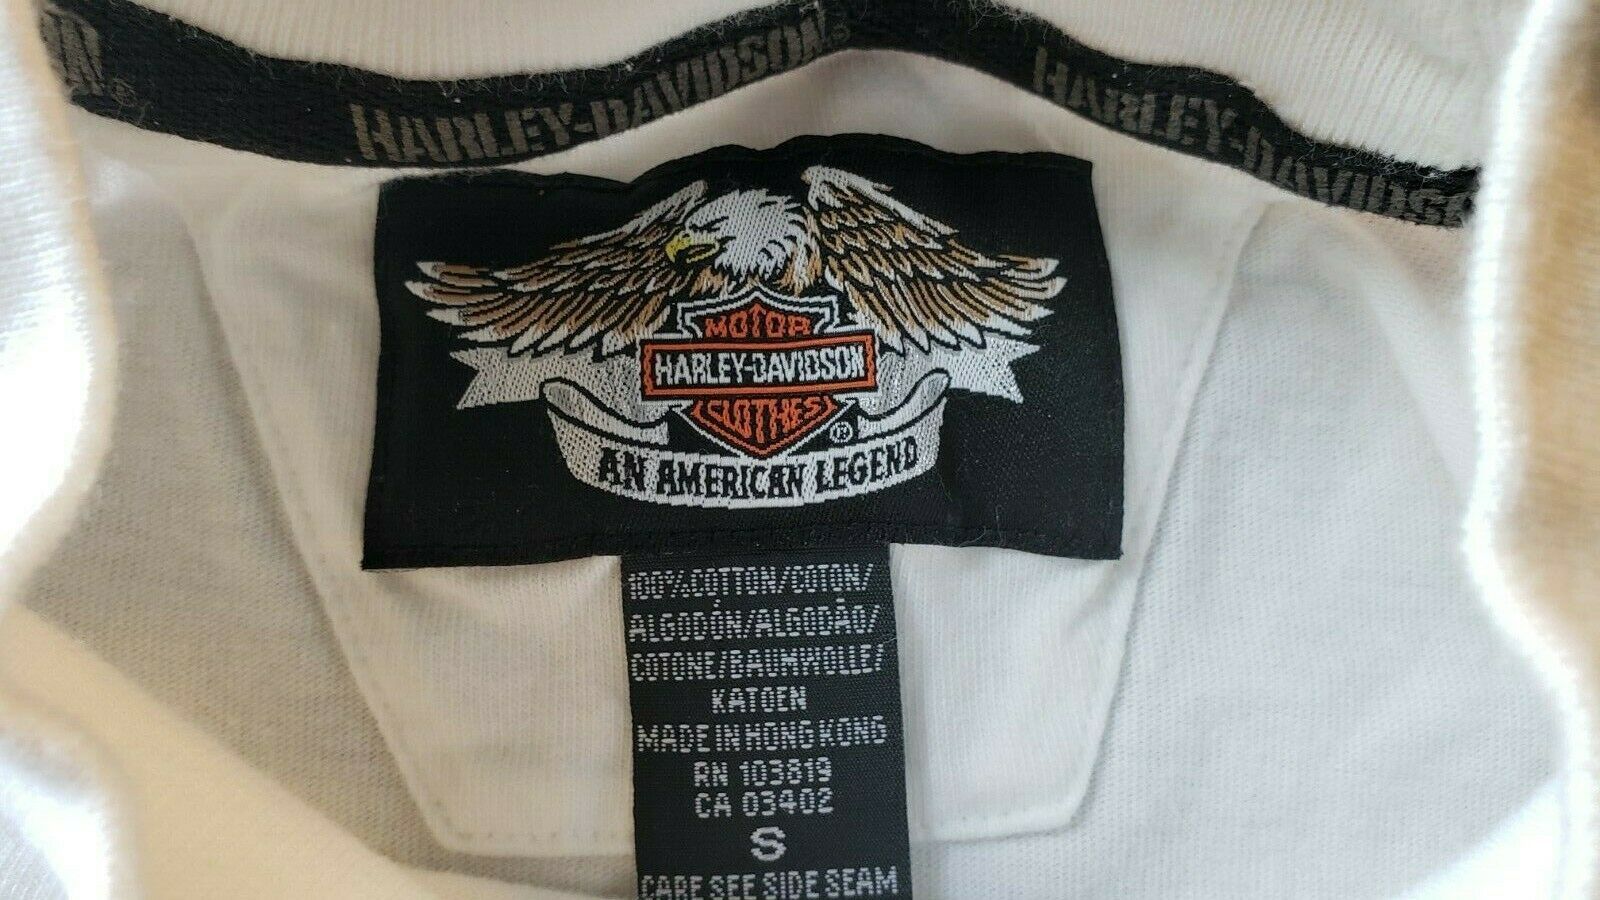 HARLEY-DAVIDSON®
HARLEY-DAVIDSON
MOTOR
HARLEY-DAVIDSON
CLOTHES
®
AN AMERICAN LEGEND
100%COTTON/COTON/
ALGODÓN/ALGODÃO/
COTONE/BAUMWOLLE/
KATOEN
MADE IN HONG KONG
RN 103819
CA 03402
S
CARE SEE SIDE SEAM